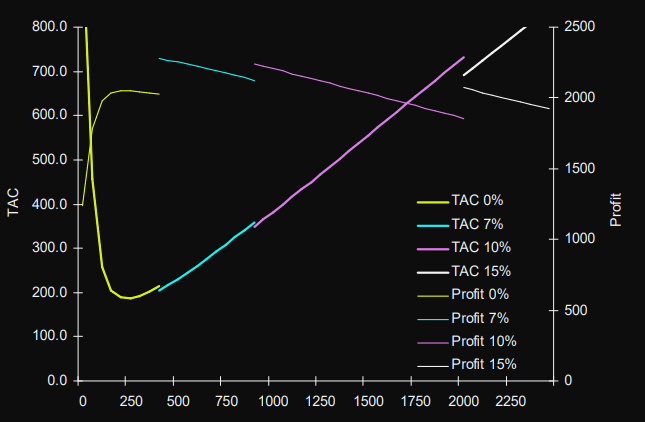 800.0
700.0
600.0
500.0
400.0
300.0
200.0
100.0
0.0
TAC
2500
2000
1500
1000
500
0
Profit
TAC 0%
TAC 7%
TAC 10%
TAC 15%
Profit 0%
Profit 7%
Profit 10%
Profit 15%
0 250 500 750 1000 1250 1500 1750 2000 2250